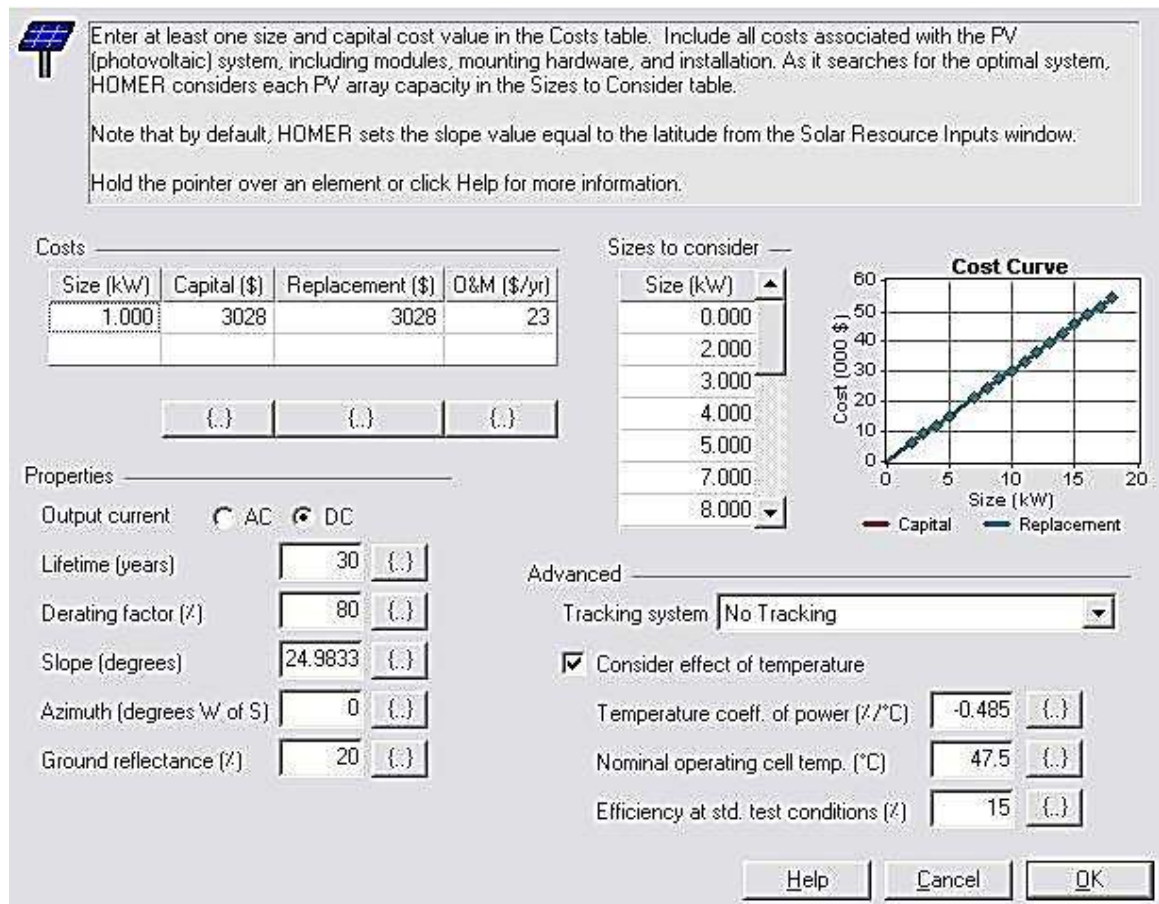 Enter at least one size and capital cost value in the Costs table. Include all costs associated with the PV
(photovoltaic) system, including modules, mounting hardware, and installation. As it searches for the optimal system,
HOMER considers each PV array capacity in the Sizes to Consider table.
Note that by default, HOMER sets the slope value equal to the latitude from the Solar Resource Inputs window.
Hold the pointer over an element or click Help for more information.
Costs
Size (kW) Capital ($) Replacement ($) O&M ($/yr)
1.000 3028 3028 23
{..} {..} {..}
Sizes to consider
Size (kW)
0.000
2.000
3.000
4.000
5.000
7.000
8.000
Cost Curve
Cost (000 $)
60
50
40
30
20
10
0
0 5 10 15 20
Size (kW)
Capital Replacement
Properties
Output current AC DC
Lifetime (years) 30 {..}
Derating factor (%) 80 {..}
Slope (degrees) 24.9833 {..}
Azimuth (degrees W of S) 0 {..}
Ground reflectance (%) 20 {..}
Advanced
Tracking system No Tracking
Consider effect of temperature
Temperature coeff. of power (%/°C) -0.485 {..}
Nominal operating cell temp. (°C) 47.5 {..}
Efficiency at std. test conditions (%) 15 {..}
Help Cancel OK